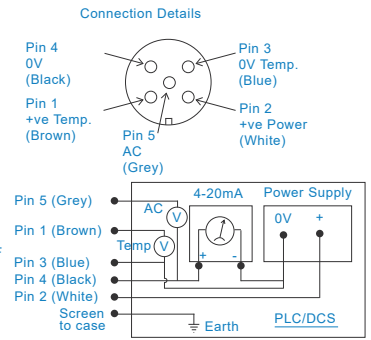 Connection Details
Pin 4
0V
(Black)
Pin 3
0V Temp.
(Blue)
Pin 1
+ve Temp.
(Brown)
Pin 2
+ve Power
(White)
Pin 5
AC
(Grey)
4-20mA
Power Supply
Pin 5 (Grey)
AC
V
0V
+
Pin 1 (Brown)
Temp
V
Pin 3 (Blue)
+
-
Pin 4 (Black)
Pin 2 (White)
Screen
to case
Earth
PLC/DCS